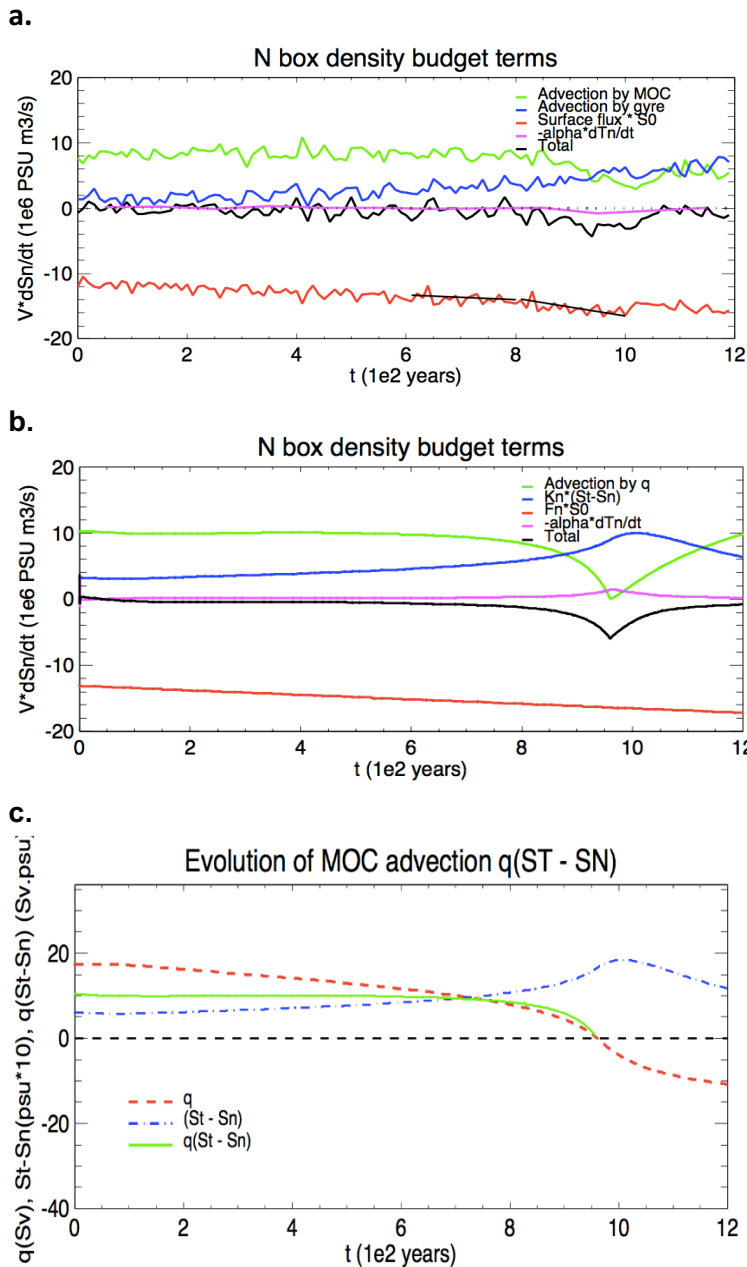 a.
N box density budget terms
20
10
0
-10
-20
V*dSn/dt (1e6 PSU m3/s)
Advection by MOC
Advection by gyre
Surface flux * S0
-alpha*dTn/dt
Total
0 2 4 6 8 10 12
t (1e2 years)
b.
N box density budget terms
20
10
0
-10
-20
V*dSn/dt (1e6 PSU m3/s)
Advection by q
Kn*(St-Sn)
Fn*S0
-alpha*dTn/dt
Total
0 2 4 6 8 10 12
t (1e2 years)
c.
Evolution of MOC advection q(ST - SN)
q(Sv), St-Sn(psu*10), q(St-Sn) (Sv.psu)
20
0
-20
-40
q
(St - Sn)
q(St - Sn)
0 2 4 6 8 10 12
t (1e2 years)